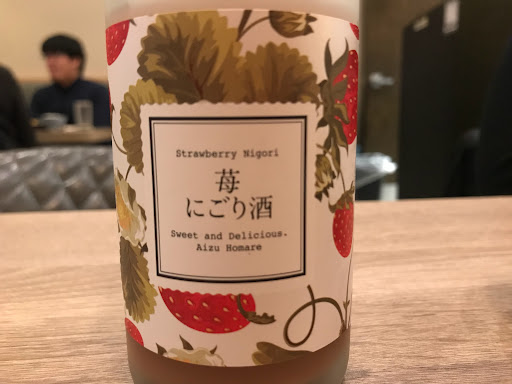 Strawberry Nigori
苺
にごり酒
Sweet and Delicious.
Aizu Homare